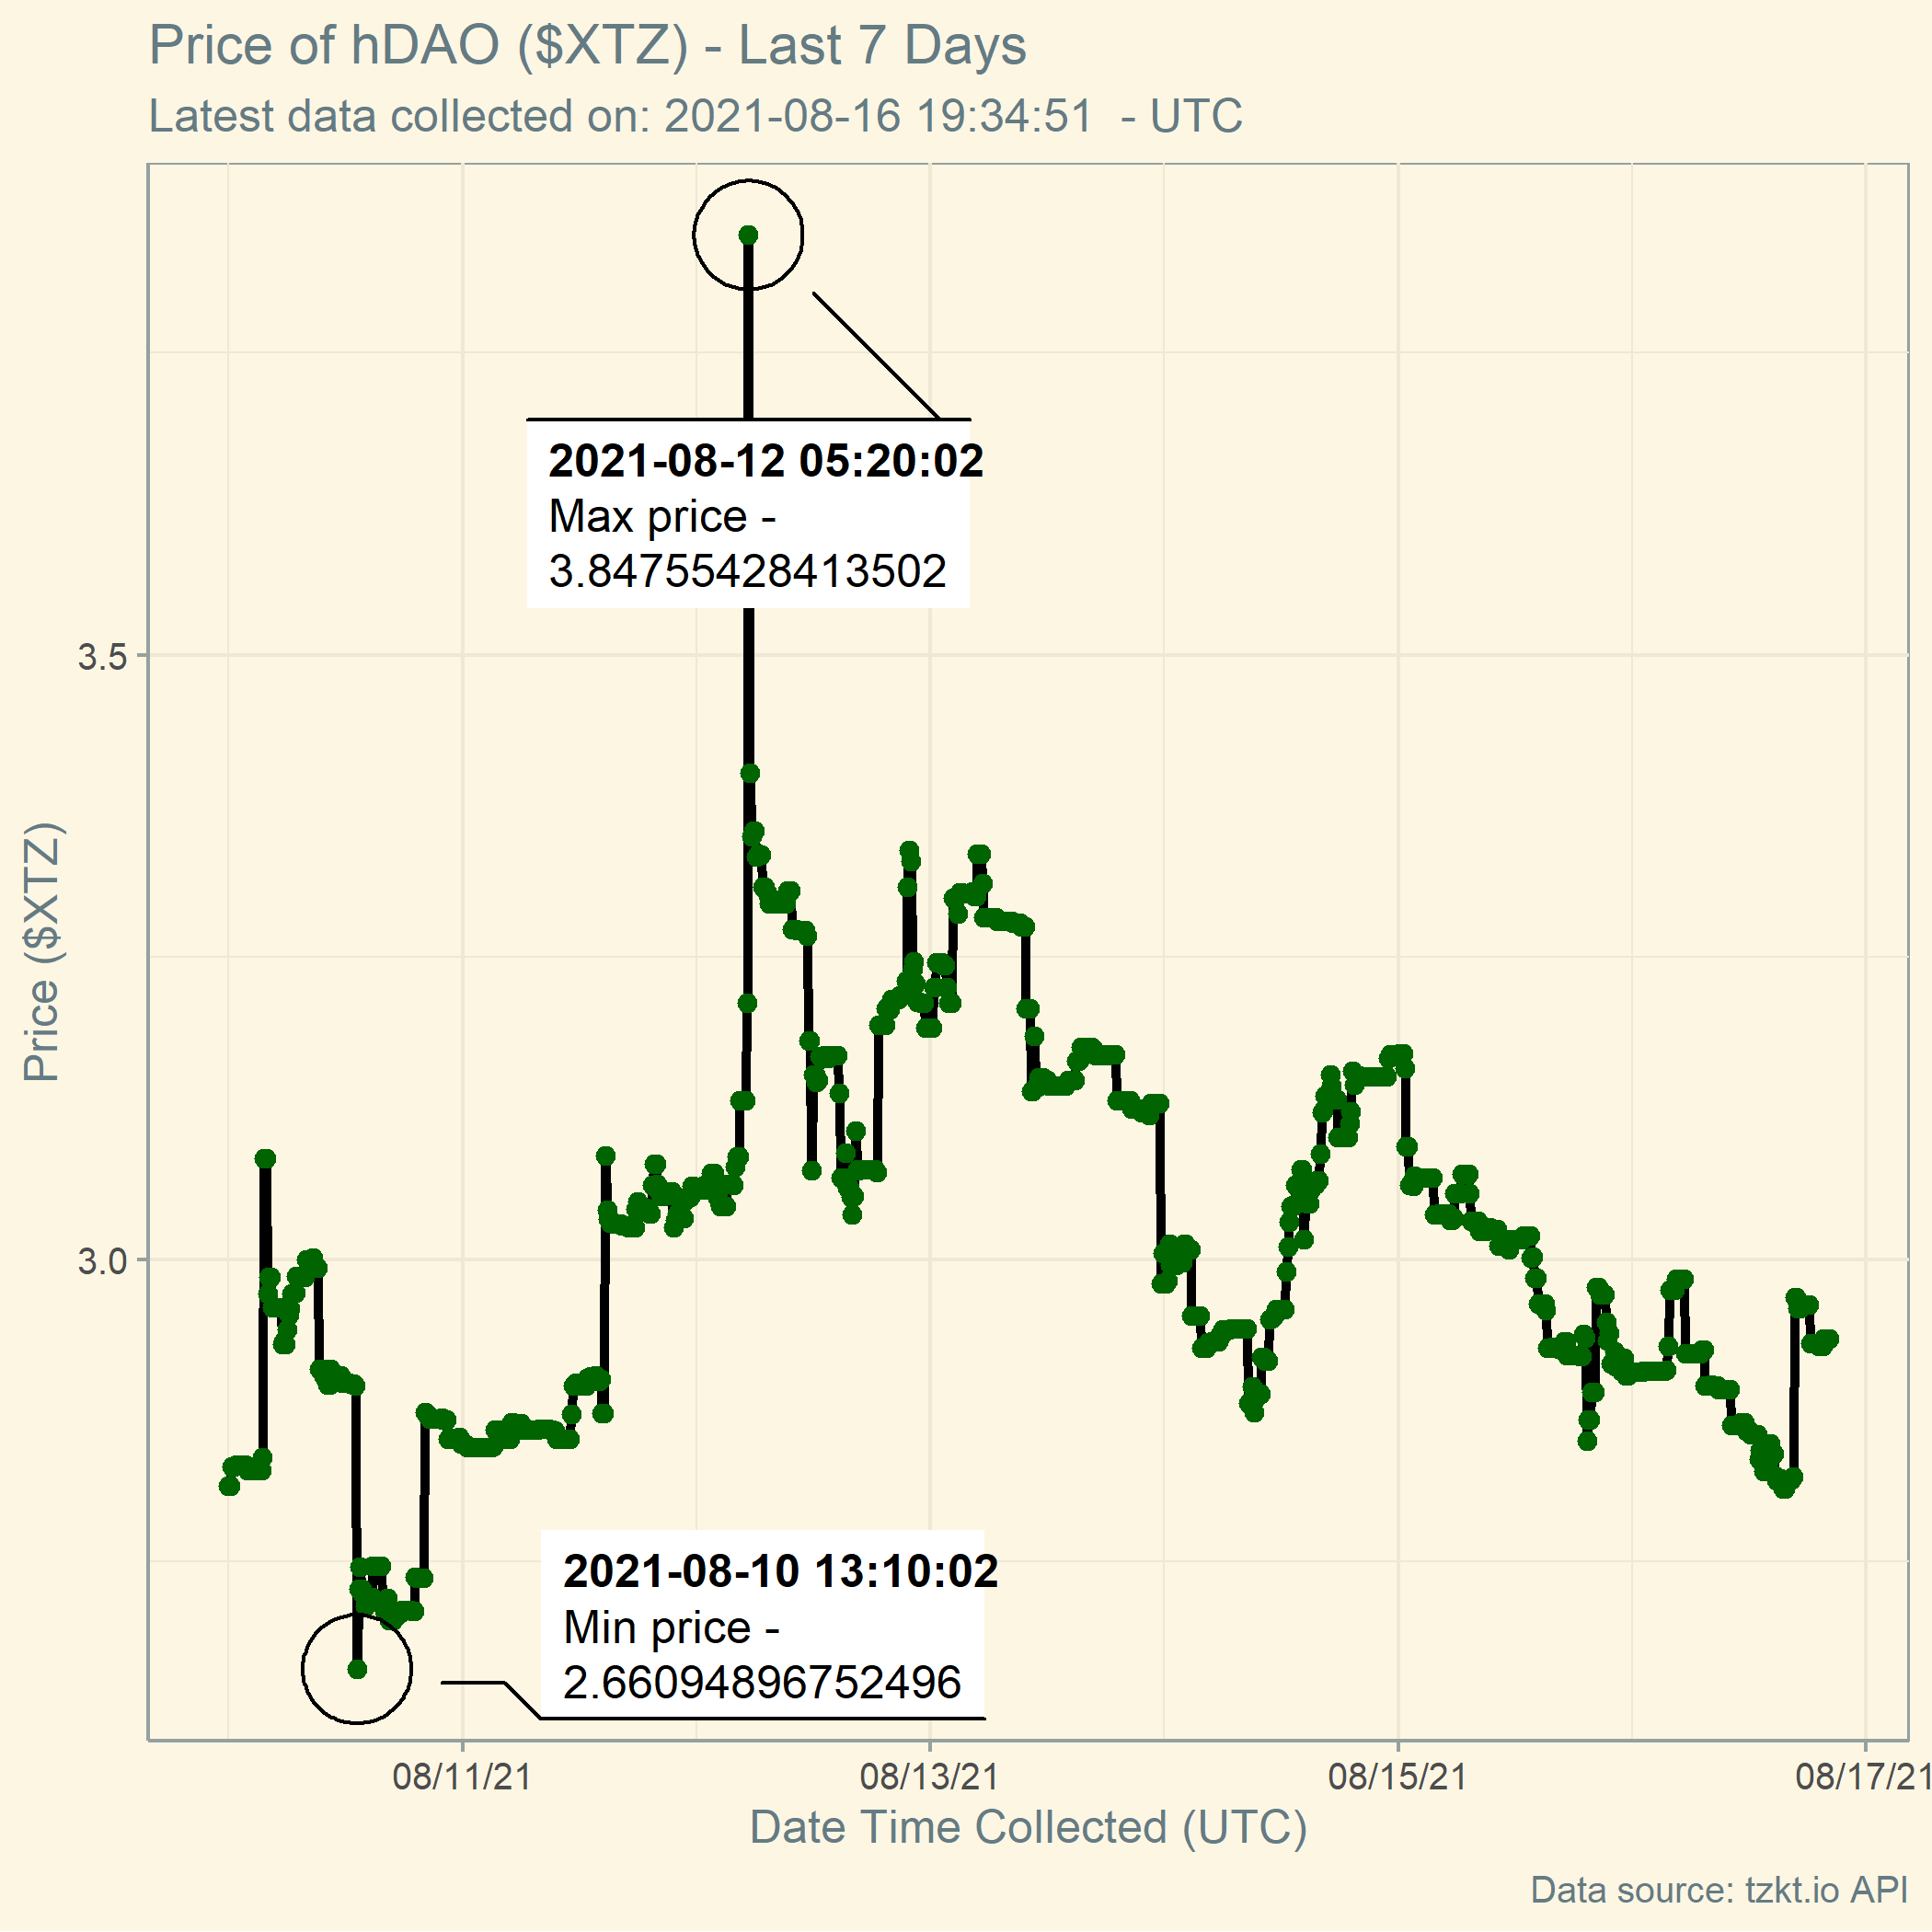 Price of hDAO ($XTZ) - Last 7 Days
Latest data collected on: 2021-08-16 19:34:51  - UTC
2021-08-12 05:20:02
Max price -
3.84755428413502
3.5
Price ($XTZ)
3.0
2021-08-10 13:10:02
Min price -
2.66094896752496
08/11/21
08/13/21
08/15/21
08/17/21
Date Time Collected (UTC)
Data source: tzkt.io API